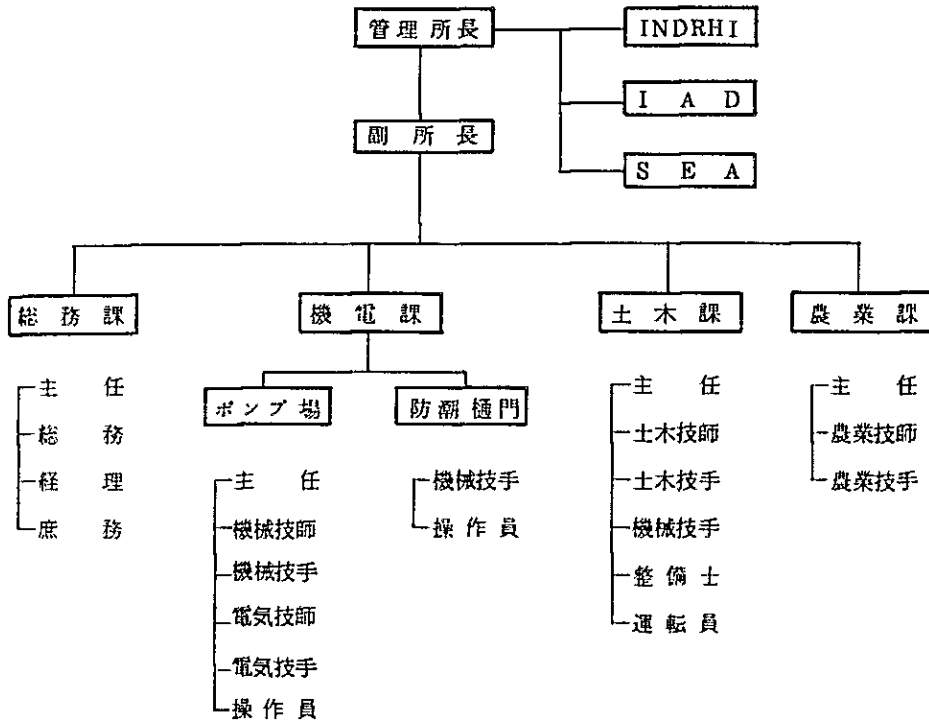 管理所長
INDRHI
IAD
副所長
SEA
総務課
機電課
土木課
農業課
主任
総務
経理
庶務
ポンプ場
防潮樋門
主任
機械技師
機械技手
電気技師
電気技手
操作員
機械技手
操作員
主任
土木技師
土木技手
機械技手
整備士
運転員
主任
農業技師
農業技手